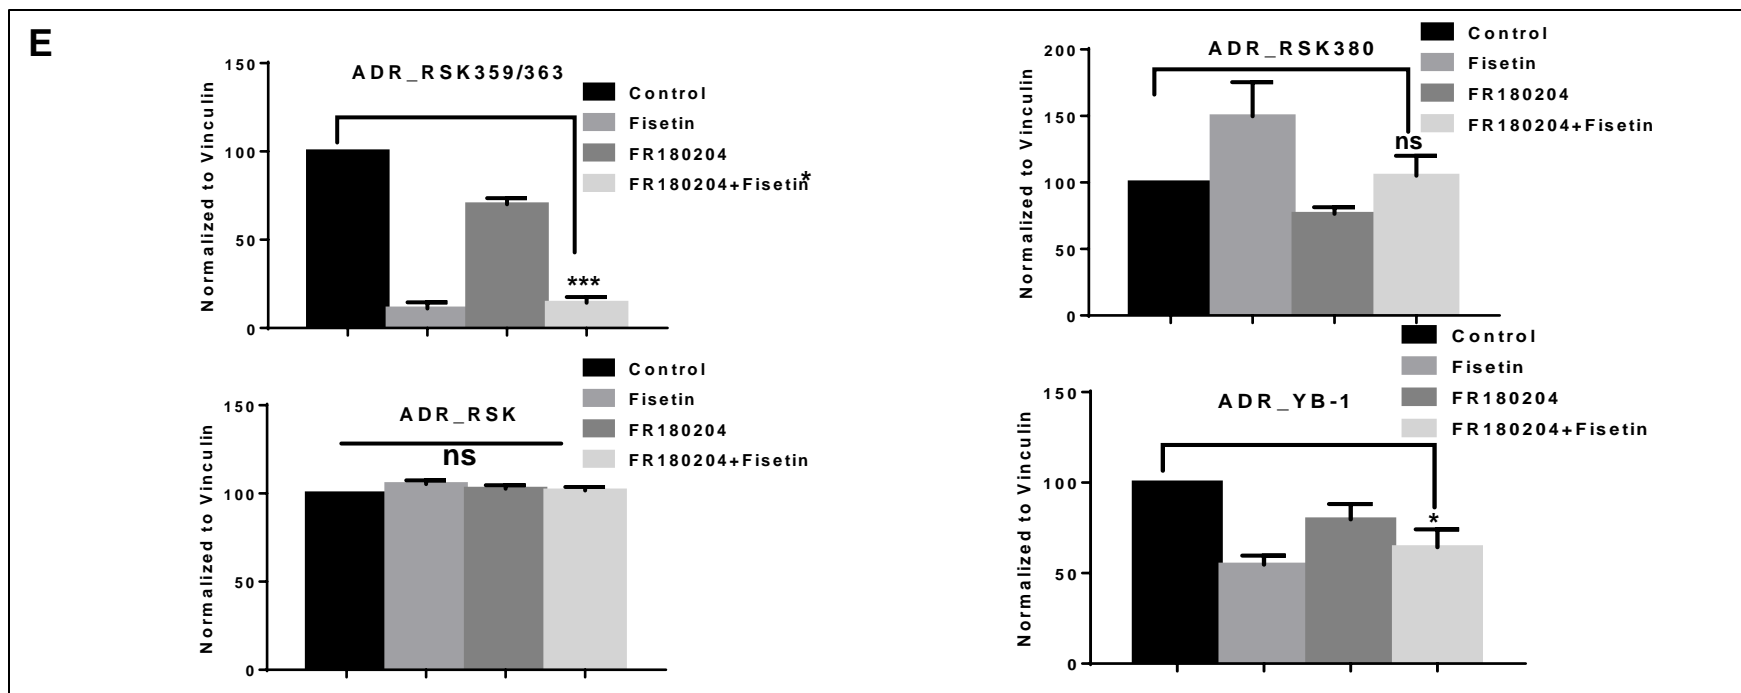 E
ADR_RSK359/363
Normalized to Vinculin
150
100
50
0
***
Control
Fisetin
FR180204
FR180204+Fisetin*
ADR_RSK380
Normalized to Vinculin
200
150
100
50
0
ns
Control
Fisetin
FR180204
FR180204+Fisetin
ADR_RSK
Normalized to Vinculin
150
100
50
0
ns
Control
Fisetin
FR180204
FR180204+Fisetin
ADR_YB-1
Normalized to Vinculin
150
100
50
0
*
Control
Fisetin
FR180204
FR180204+Fisetin